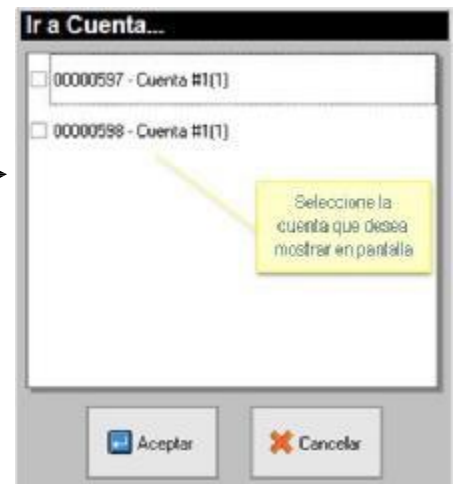 Ir a Cuenta...
00000597 - Cuenta #1(1)
00000598 - Cuenta #1(1)
Seleccione la
cuenta que desea
mostrar en pantalla
Aceptar
Cancelar